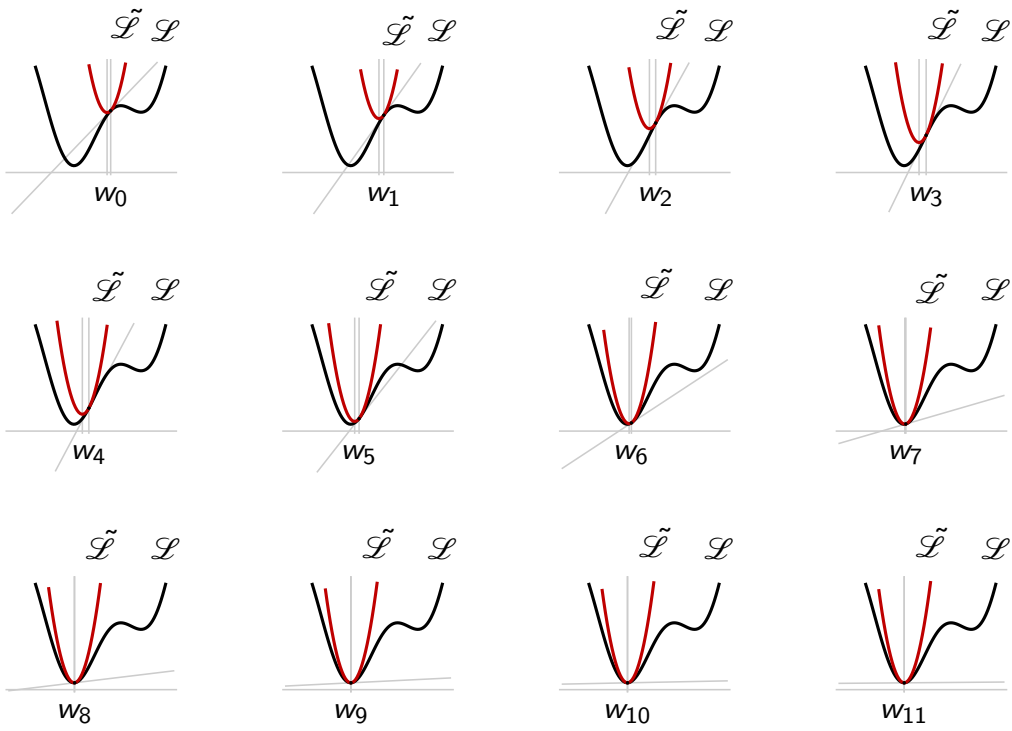 ℒ̃ ℒ ℒ̃ ℒ ℒ̃ ℒ ℒ̃ ℒ
w₀ w₁ w₂ w₃
ℒ̃ ℒ ℒ̃ ℒ ℒ̃ ℒ ℒ̃ ℒ
w₄ w₅ w₆ w₇
ℒ̃ ℒ ℒ̃ ℒ ℒ̃ ℒ ℒ̃ ℒ
w₈ w₉ w₁₀ w₁₁